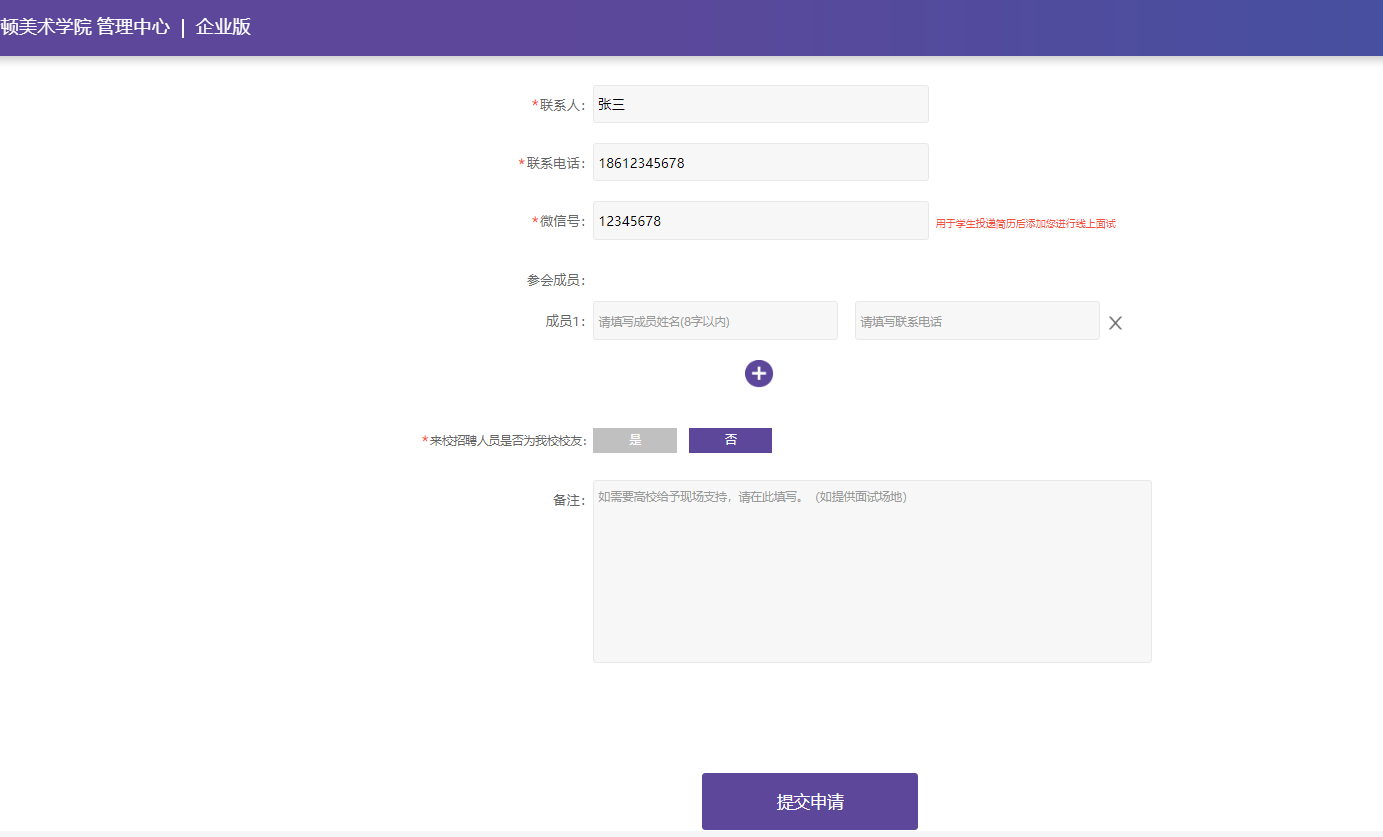 顿美术学院 管理中心 | 企业版
*联系人: 张三
*联系电话: 18612345678
*微信号: 12345678 用于学生投递简历后添加您进行线上面试
参会成员:
成员1: 请填写成员姓名(8字以内) 请填写联系电话 X
*来校招聘人员是否为我校校友: 是 否
备注: 如需要高校给予现场支持，请在此填写。（如提供面试场地）
提交申请